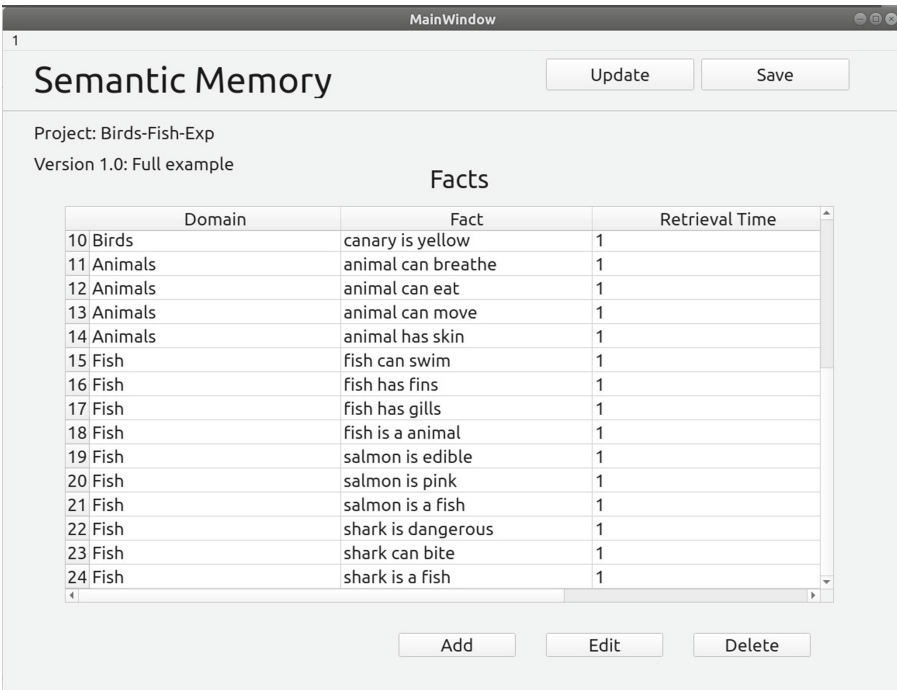 MainWindow
1
Semantic Memory
Update
Save
Project: Birds-Fish-Exp
Version 1.0: Full example
Facts
Domain Fact Retrieval Time
10 Birds canary is yellow 1
11 Animals animal can breathe 1
12 Animals animal can eat 1
13 Animals animal can move 1
14 Animals animal has skin 1
15 Fish fish can swim 1
16 Fish fish has fins 1
17 Fish fish has gills 1
18 Fish fish is a animal 1
19 Fish salmon is edible 1
20 Fish salmon is pink 1
21 Fish salmon is a fish 1
22 Fish shark is dangerous 1
23 Fish shark can bite 1
24 Fish shark is a fish 1
Add Edit Delete